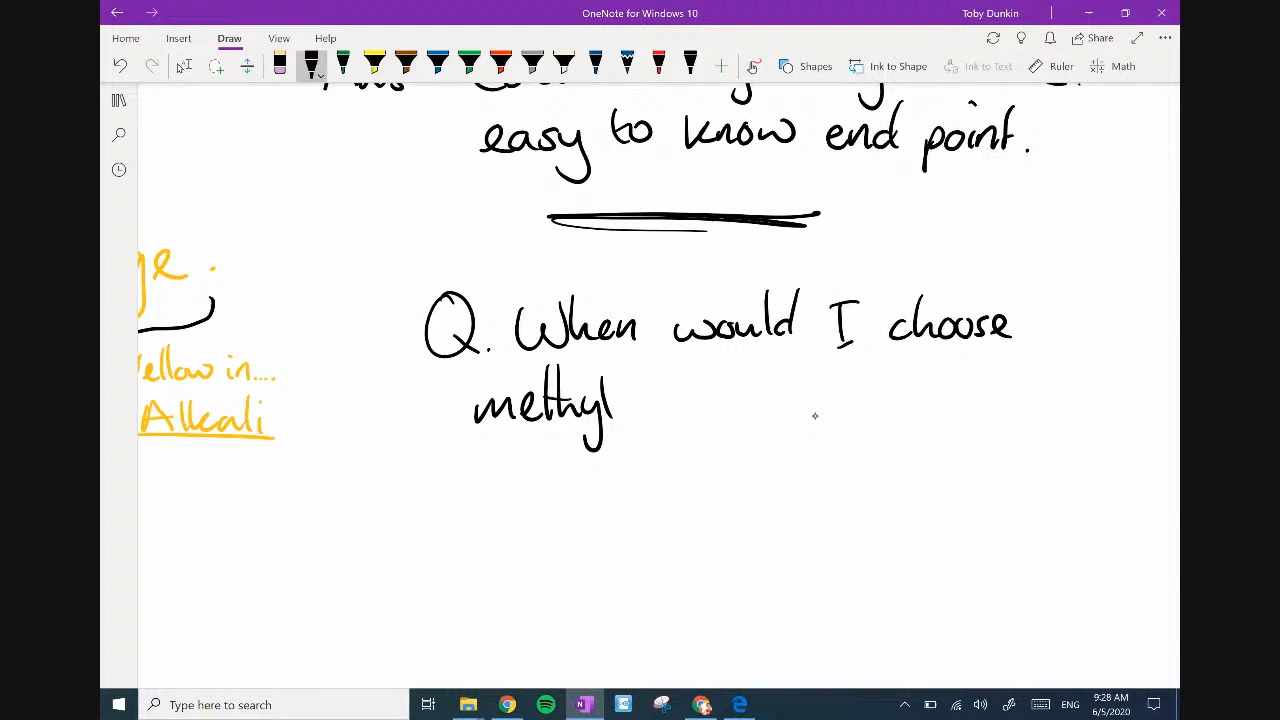 OneNote for Windows 10
Toby Dunkin
Home Insert Draw View Help
Share
Shapes Ink to Shape Ink to Text Ruler Math
easy to know end point.
Q. When would I choose
methyl
ge.
ellow in....
Alkali
Type here to search
ENG
9:28 AM
6/5/2020